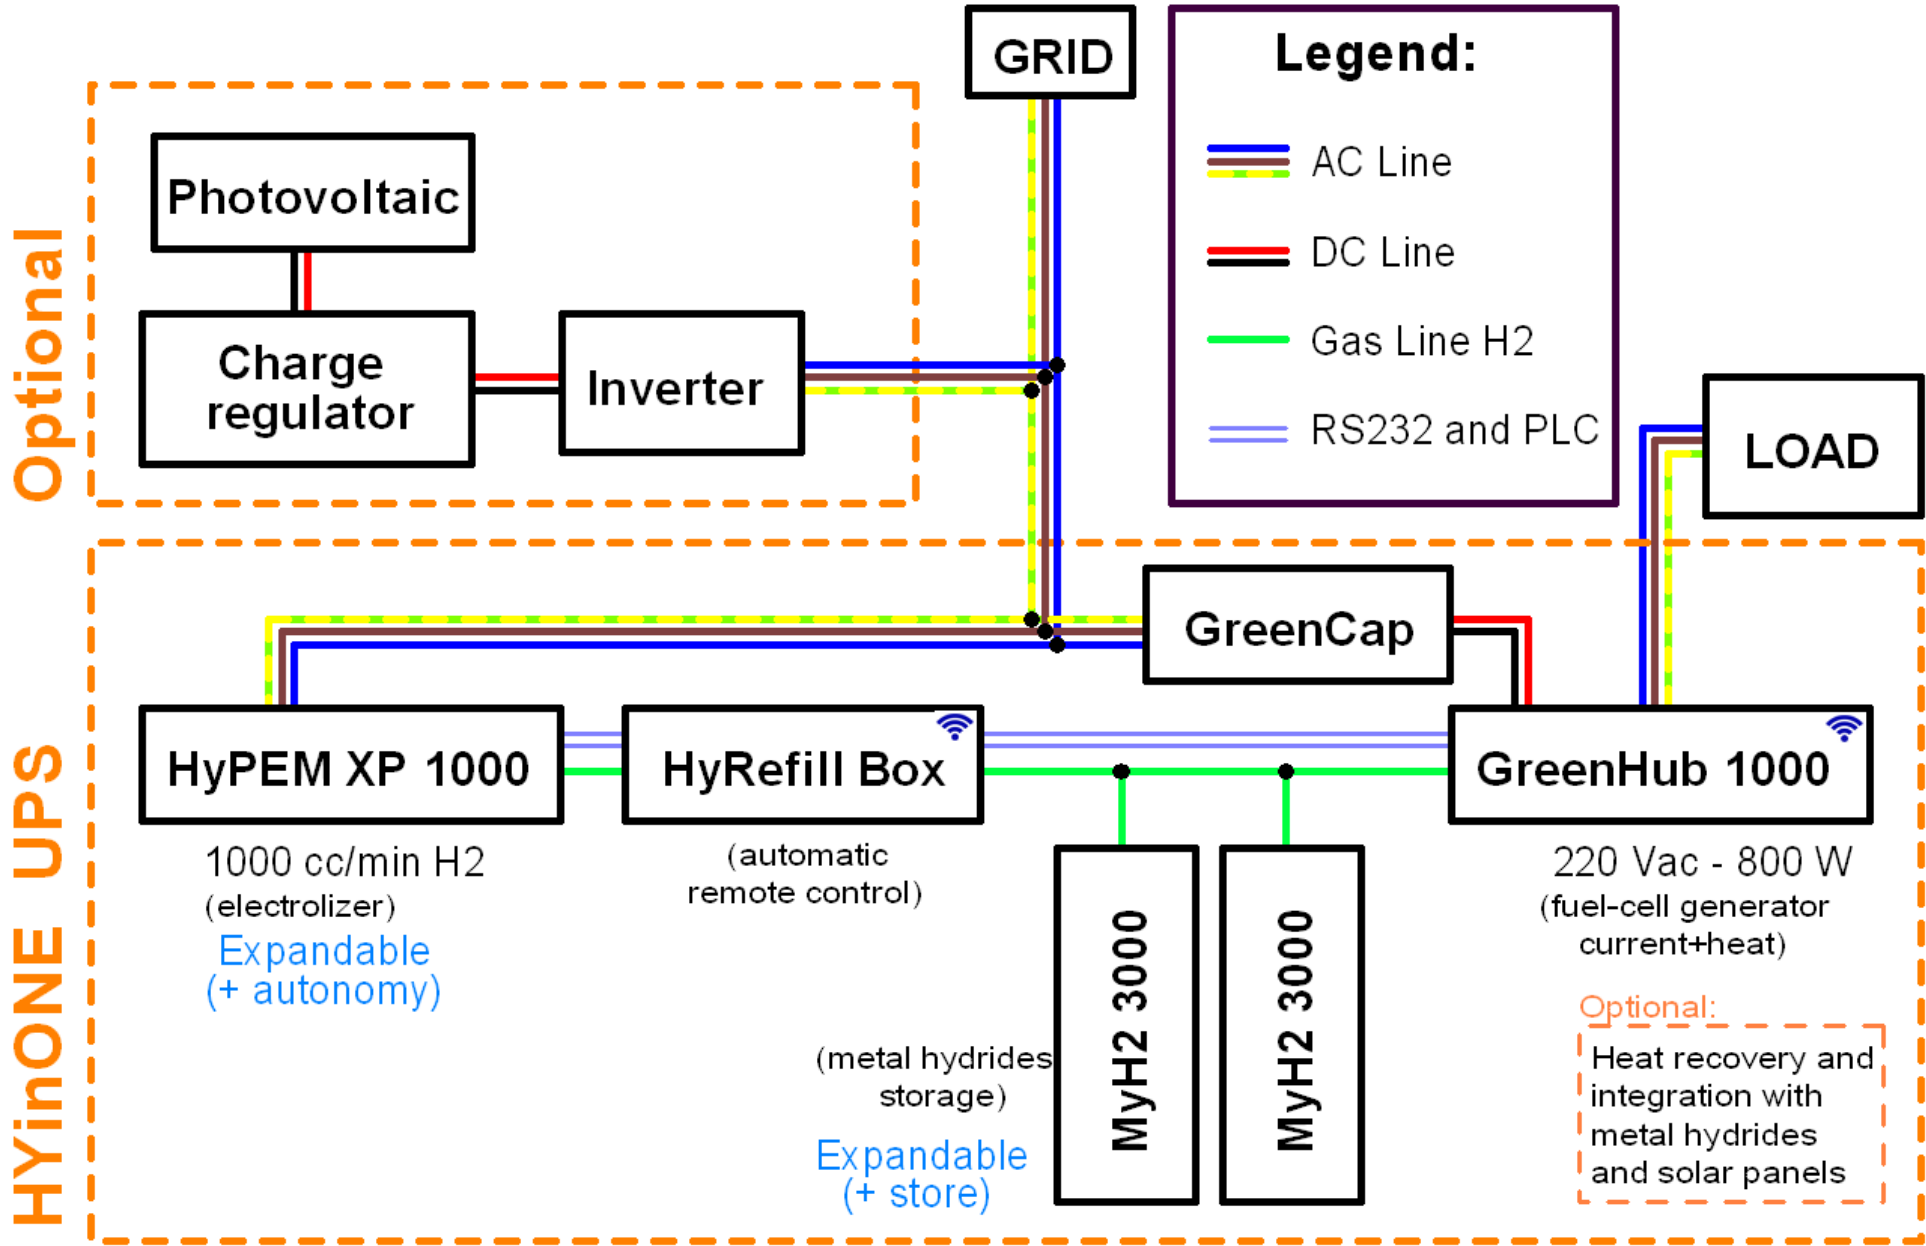 GRID
Legend:
AC Line
DC Line
Gas Line H2
RS232 and PLC
Optional
Photovoltaic
Charge
regulator
Inverter
LOAD
HYinONE UPS
GreenCap
HyPEM XP 1000
HyRefill Box
GreenHub 1000
1000 cc/min H2
(electrolizer)
Expandable
(+ autonomy)
(automatic
remote control)
220 Vac - 800 W
(fuel-cell generator
current+heat)
(metal hydrides
storage)
Expandable
(+ store)
MyH2 3000
MyH2 3000
Optional:
Heat recovery and
integration with
metal hydrides
and solar panels